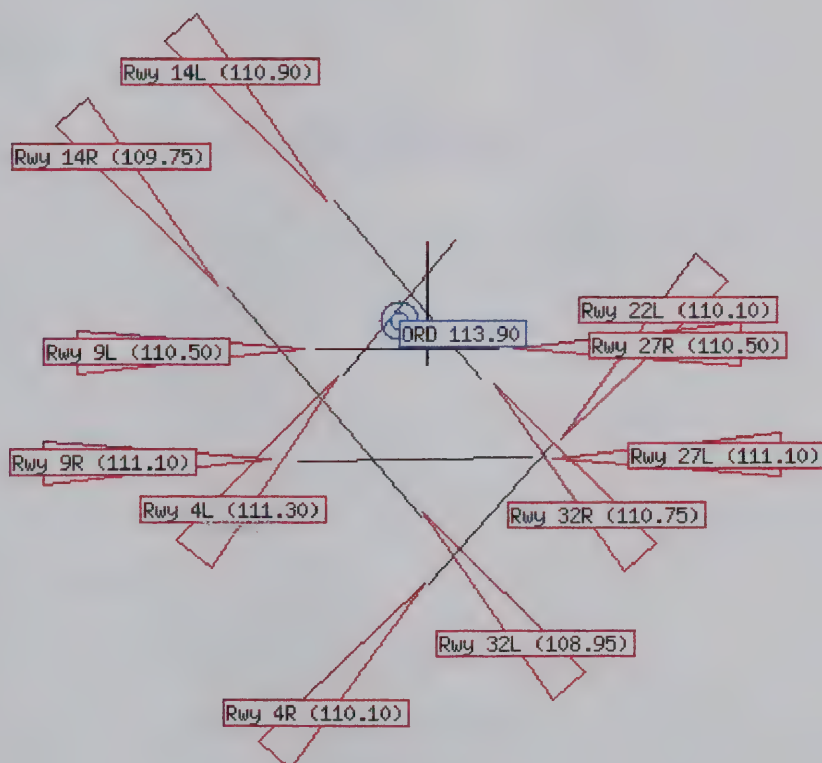 Rwy 14L (110.90)
Rwy 14R (109.75)
Rwy 22L (110.10)
ORD 113.90
Rwy 9L (110.50)
Rwy 27R (110.50)
Rwy 9R (111.10)
Rwy 27L (111.10)
Rwy 4L (111.30)
Rwy 32R (110.75)
Rwy 32L (108.95)
Rwy 4R (110.10)